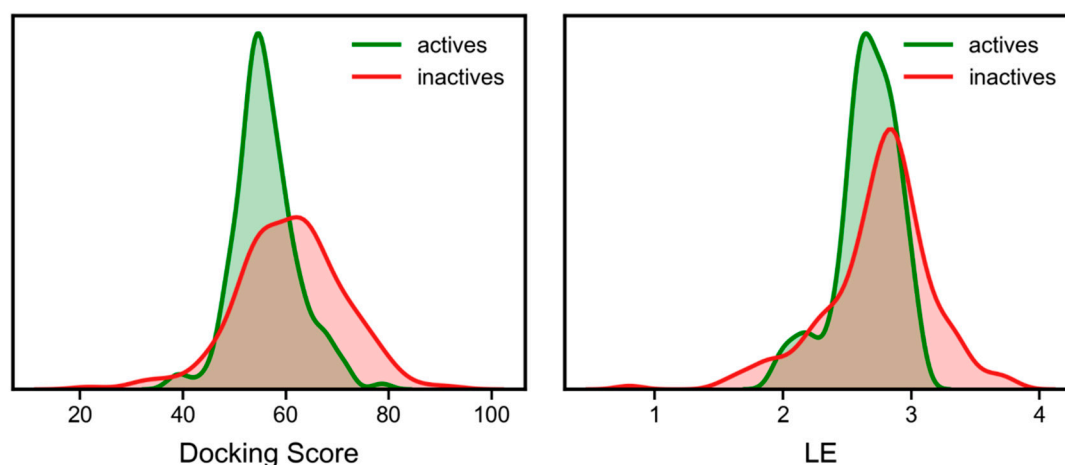 actives
inactives
20 40 60 80 100
Docking Score
actives
inactives
1 2 3 4
LE